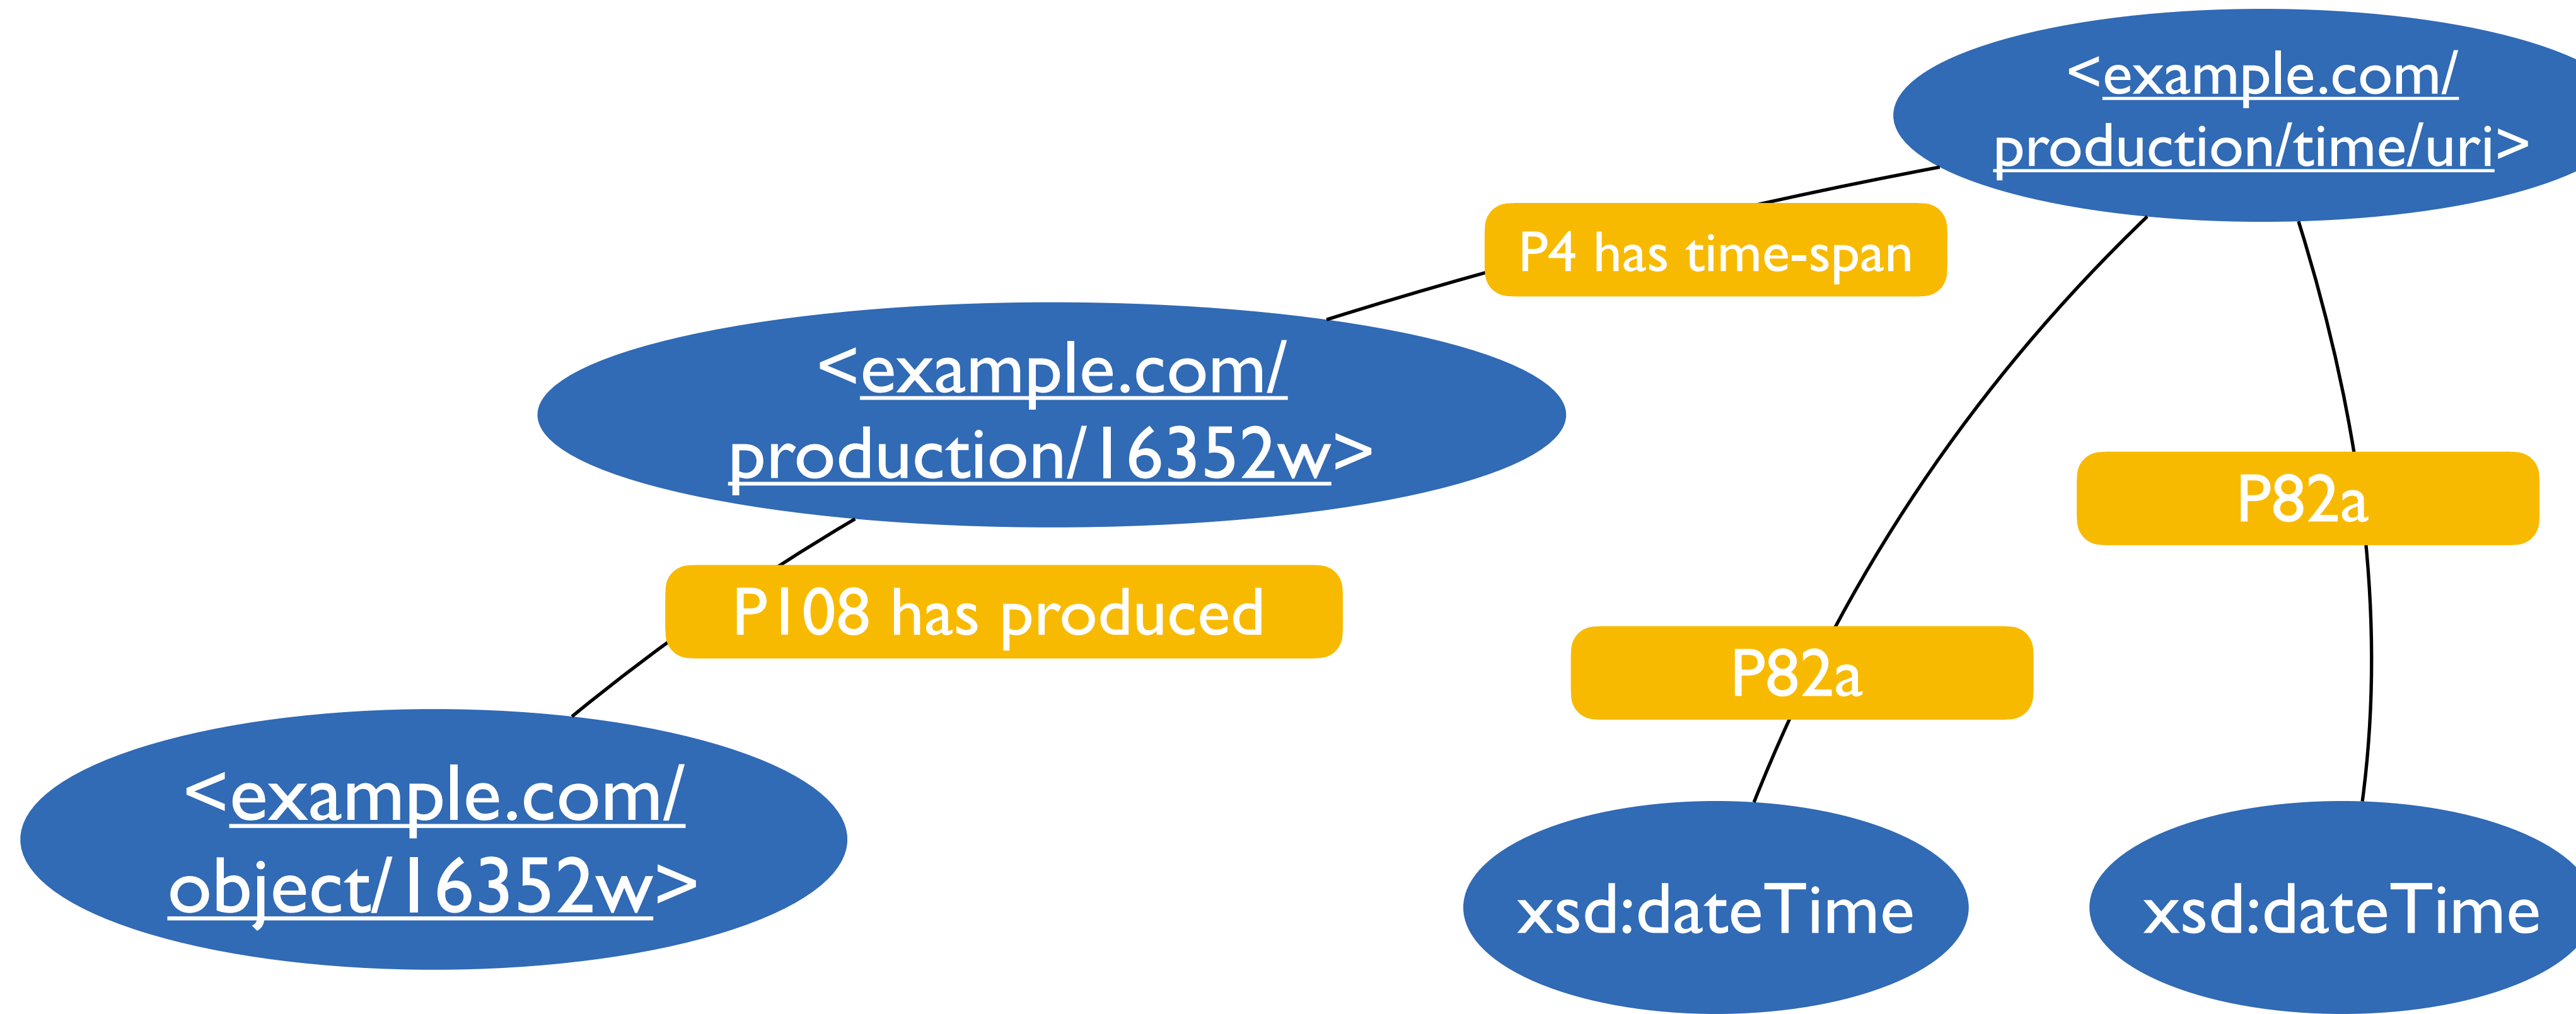 <example.com/
production/time/uri>
P4 has time-span
<example.com/
production/16352w>
P82a
P108 has produced
P82a
<example.com/
object/16352w>
xsd:dateTime
xsd:dateTime